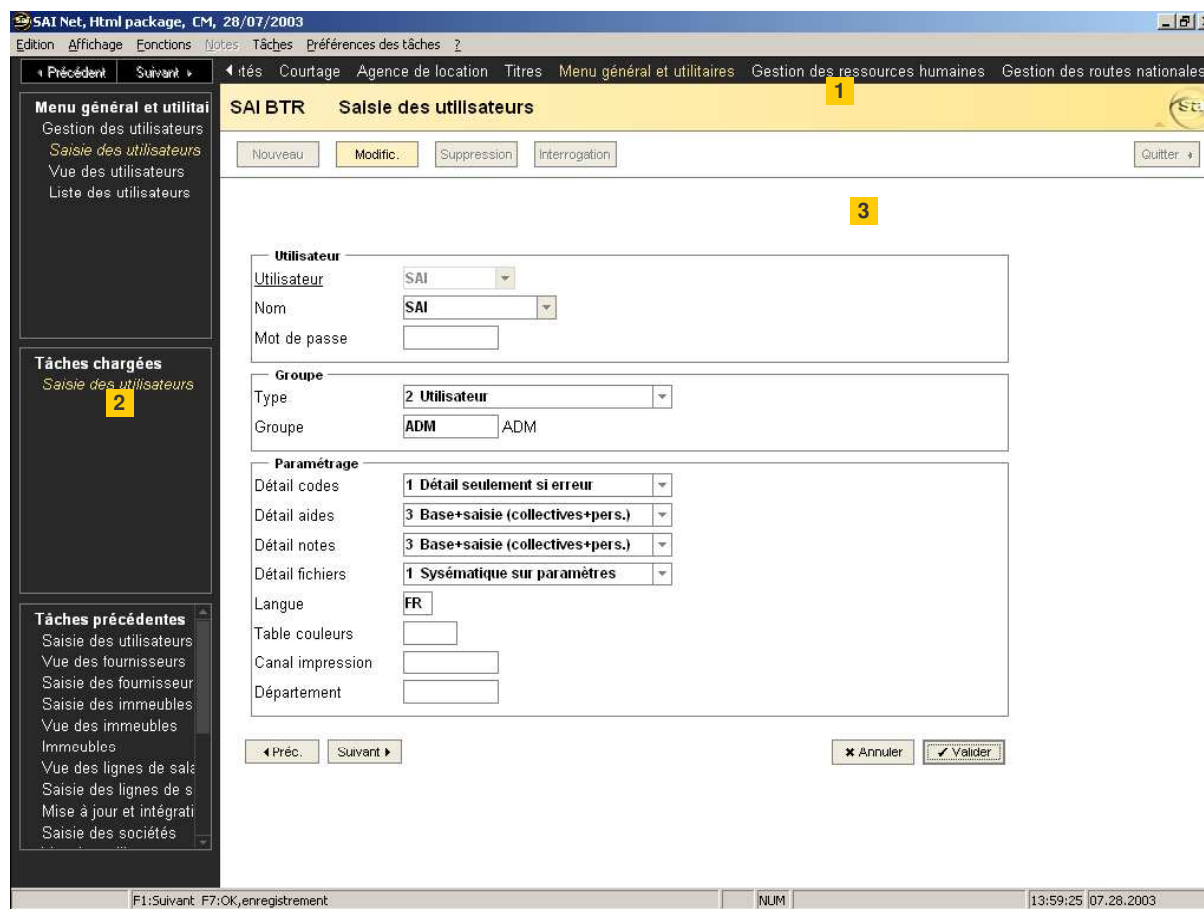 SAI Net, Html package, CM, 28/07/2003
Edition Affichage Fonctions Notes Tâches Préférences des tâches ?
Précédent Suivant ités Courtage Agence de location Titres Menu général et utilitaires Gestion des ressources humaines Gestion des routes nationales
1
Menu général et utilitai
Gestion des utilisateurs
Saisie des utilisateurs
Vue des utilisateurs
Liste des utilisateurs
SAI BTR Saisie des utilisateurs
Nouveau Modific. Suppression Interrogation Quitter
3
Utilisateur
Utilisateur SAI
Nom SAI
Mot de passe
Tâches chargées
Saisie des utilisateurs
2
Groupe
Type 2 Utilisateur
Groupe ADM ADM
Paramétrage
Détail codes 1 Détail seulement si erreur
Détail aides 3 Base+saisie (collectives+pers.)
Détail notes 3 Base+saisie (collectives+pers.)
Détail fichiers 1 Sysématique sur paramètres
Langue FR
Table couleurs
Canal impression
Département
Tâches précédentes
Saisie des utilisateurs
Vue des fournisseurs
Saisie des fournisseur
Saisie des immeubles
Vue des immeubles
Immeubles
Vue des lignes de sala
Saisie des lignes de s
Mise à jour et intégrati
Saisie des sociétés
Préc. Suivant Annuler Valider
F1:Suivant F7:OK,enregistrement NUM 13:59:25 07.28.2003